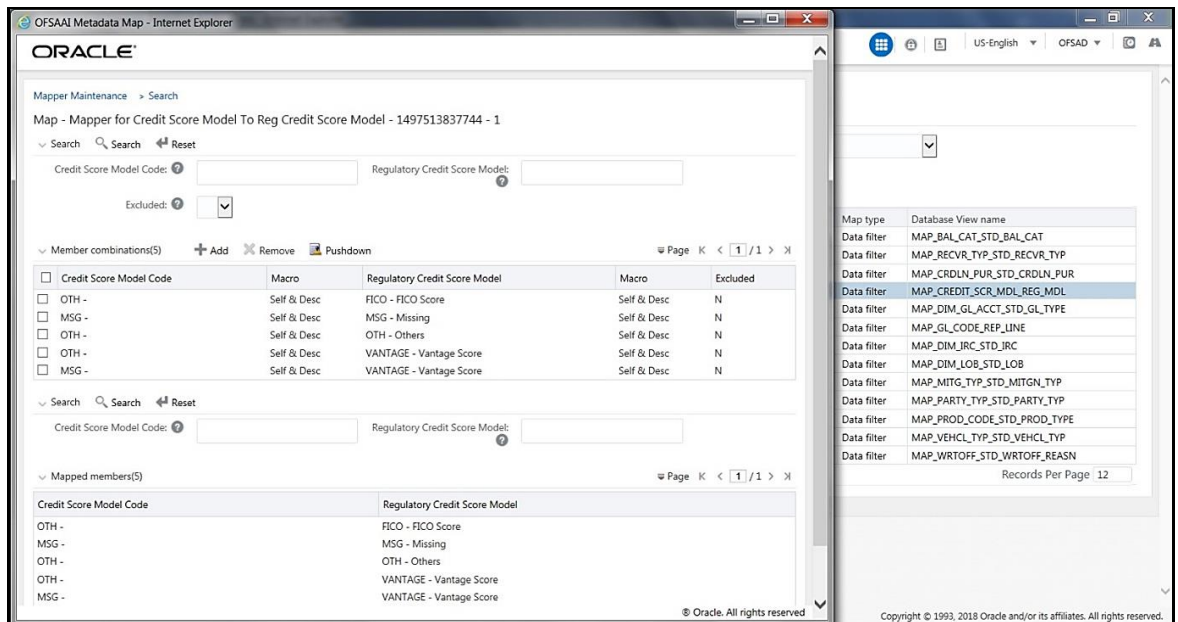 OFSAAI Metadata Map - Internet Explorer
ORACLE
Mapper Maintenance > Search
Map - Mapper for Credit Score Model To Reg Credit Score Model - 1497513837744 - 1
Search Search Reset
Credit Score Model Code: ? Regulatory Credit Score Model: ?
Excluded: ?
Member combinations(5) Add Remove Pushdown Page 1 / 1
Credit Score Model Code Macro Regulatory Credit Score Model Macro Excluded
OTH - Self & Desc FICO - FICO Score Self & Desc N
MSG - Self & Desc MSG - Missing Self & Desc N
OTH - Self & Desc OTH - Others Self & Desc N
OTH - Self & Desc VANTAGE - Vantage Score Self & Desc N
MSG - Self & Desc VANTAGE - Vantage Score Self & Desc N
Search Search Reset
Credit Score Model Code: ? Regulatory Credit Score Model: ?
Mapped members(5) Page 1 / 1
Credit Score Model Code Regulatory Credit Score Model
OTH - FICO - FICO Score
MSG - MSG - Missing
OTH - OTH - Others
OTH - VANTAGE - Vantage Score
MSG - VANTAGE - Vantage Score
® Oracle. All rights reserved
US-English OFSAD
Map type Database View name
Data filter MAP_BAL_CAT_STD_BAL_CAT
Data filter MAP_RECVR_TYP_STD_RECVR_TYP
Data filter MAP_CRDLN_PUR_STD_CRDLN_PUR
Data filter MAP_CREDIT_SCR_MDL_REG_MDL
Data filter MAP_DIM_GL_ACCT_STD_GL_TYPE
Data filter MAP_GL_CODE_REP_LINE
Data filter MAP_DIM_IRC_STD_IRC
Data filter MAP_DIM_LOB_STD_LOB
Data filter MAP_MITG_TYP_STD_MITGN_TYP
Data filter MAP_PARTY_TYP_STD_PARTY_TYP
Data filter MAP_PROD_CODE_STD_PROD_TYPE
Data filter MAP_VEHCL_TYP_STD_VEHCL_TYP
Data filter MAP_WRTOFF_STD_WRTOFF_REASN
Records Per Page 12
Copyright © 1993, 2018 Oracle and/or its affiliates. All rights reserved.